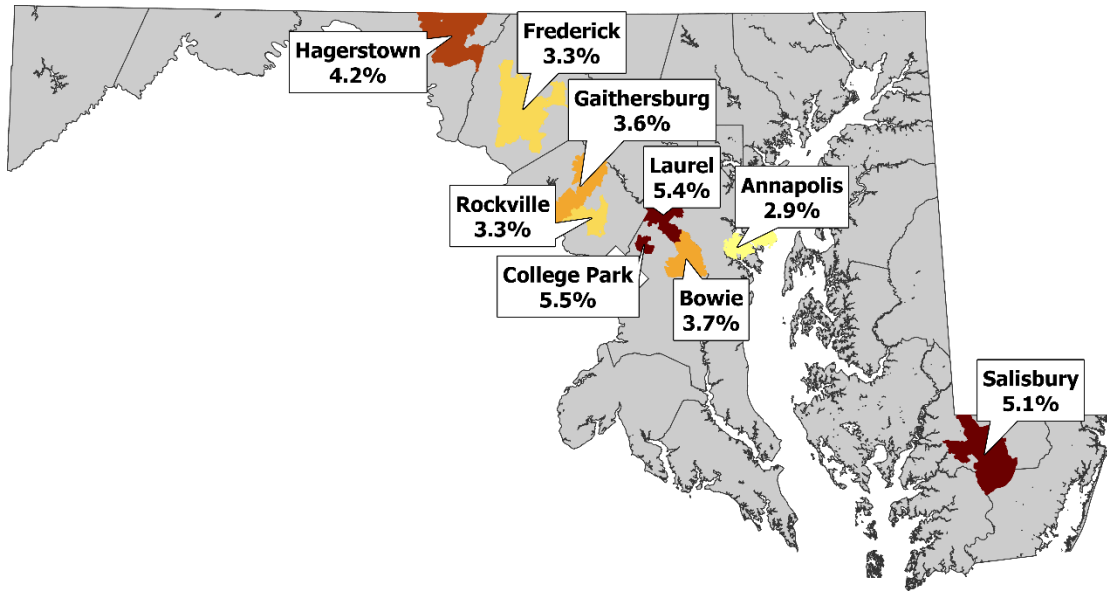 Frederick
3.3%
Hagerstown
4.2%
Gaithersburg
3.6%
Laurel
5.4%
Annapolis
2.9%
Rockville
3.3%
College Park
5.5%
Bowie
3.7%
Salisbury
5.1%